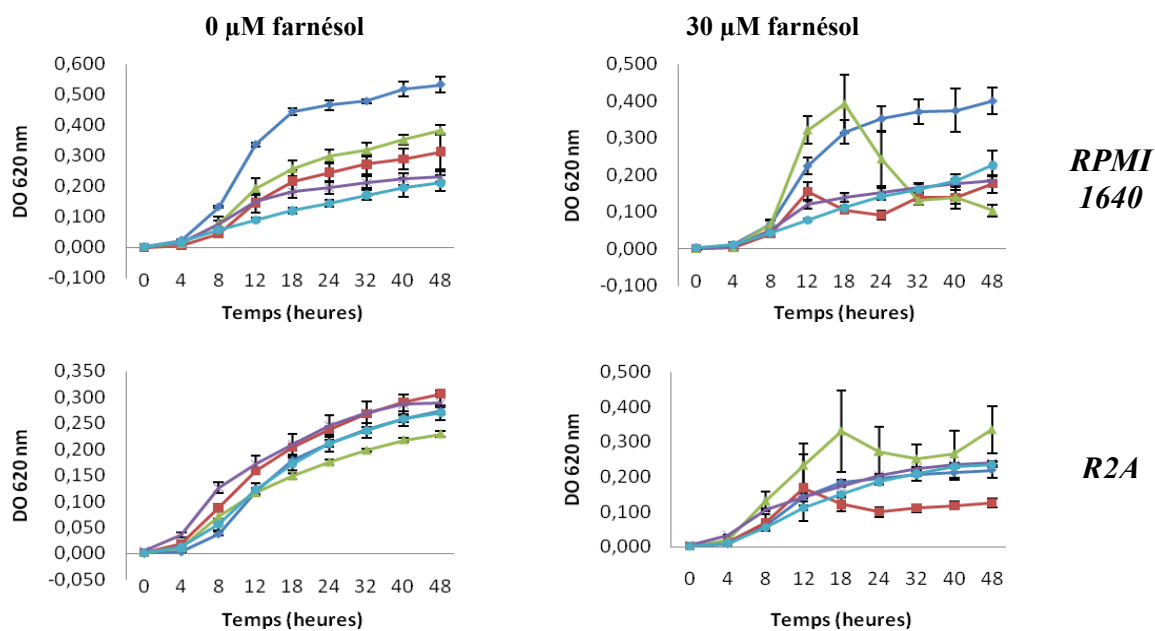 0 µM farnésol
30 µM farnésol
0,600
0,500
0,400
0,300
0,200
0,100
0,000
-0,100
DO 620 nm
0 4 8 12 18 24 32 40 48
Temps (heures)
0,500
0,400
0,300
0,200
0,100
0,000
-0,100
DO 620 nm
0 4 8 12 18 24 32 40 48
Temps (heures)
RPMI
1640
0,350
0,300
0,250
0,200
0,150
0,100
0,050
0,000
-0,050
DO 620 nm
0 4 8 12 18 24 32 40 48
Temps (heures)
0,500
0,400
0,300
0,200
0,100
0,000
DO 620 nm
0 4 8 12 18 24 32 40 48
Temps (heures)
R2A